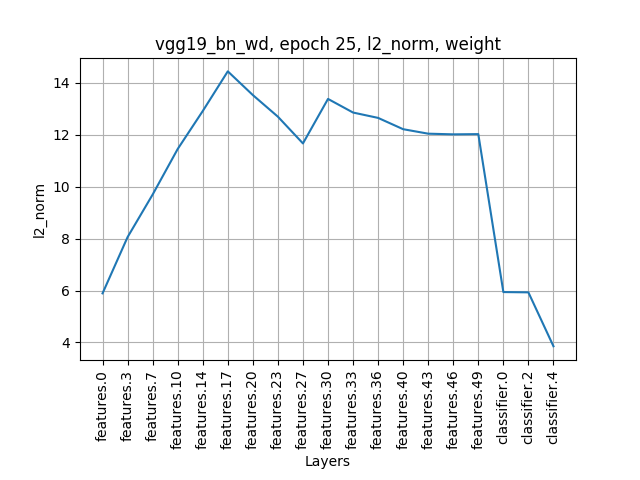 vgg19_bn_wd, epoch 25, l2_norm, weight
l2_norm
14
12
10
8
6
4
features.0
features.3
features.7
features.10
features.14
features.17
features.20
features.23
features.27
features.30
features.33
features.36
features.40
features.43
features.46
features.49
classifier.0
classifier.2
classifier.4
Layers